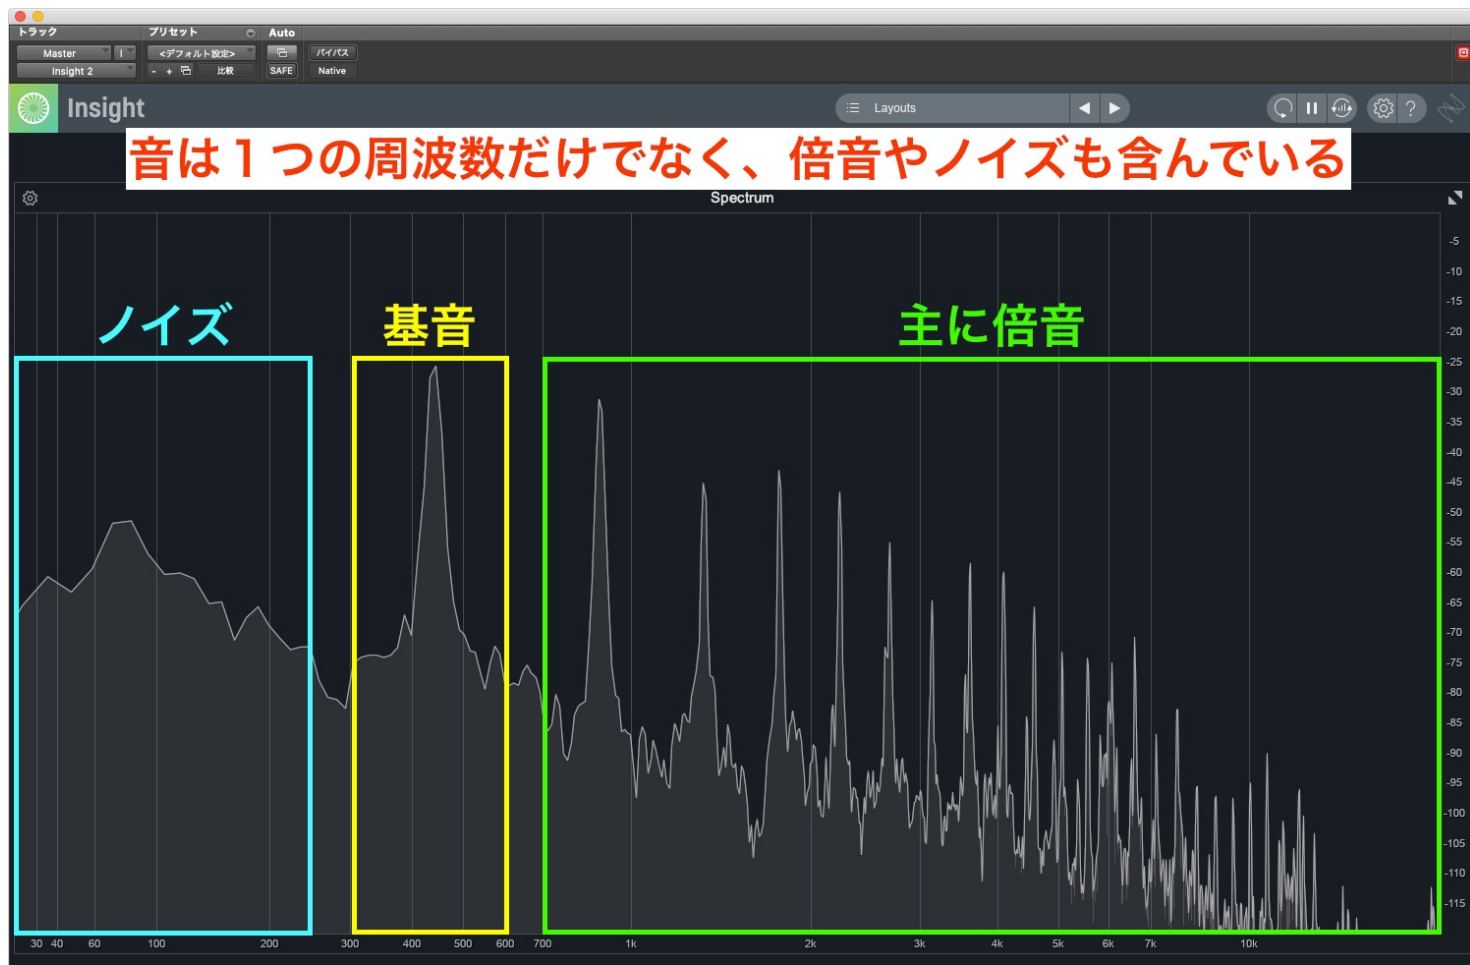 トラック プリセット Auto
Master I <デフォルト設定> バイパス
Insight 2 - + 比較 SAFE Native
Insight Layouts ?
音は1つの周波数だけでなく、倍音やノイズも含んでいる
Spectrum
ノイズ 基音 主に倍音
-5
-10
-15
-20
-25
-30
-35
-40
-45
-50
-55
-60
-65
-70
-75
-80
-85
-90
-95
-100
-105
-110
-115
30 40 60 100 200 300 400 500 600 700 1k 2k 3k 4k 5k 6k 7k 10k